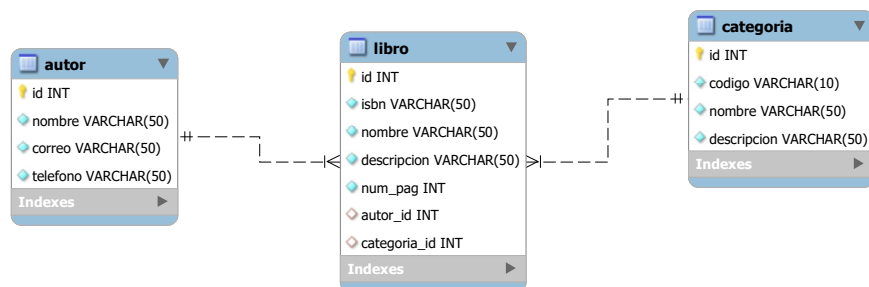 autor
id INT
nombre VARCHAR(50)
correo VARCHAR(50)
telefono VARCHAR(50)
Indexes
libro
id INT
isbn VARCHAR(50)
nombre VARCHAR(50)
descripcion VARCHAR(50)
num_pag INT
autor_id INT
categoria_id INT
Indexes
categoria
id INT
codigo VARCHAR(10)
nombre VARCHAR(50)
descripcion VARCHAR(50)
Indexes